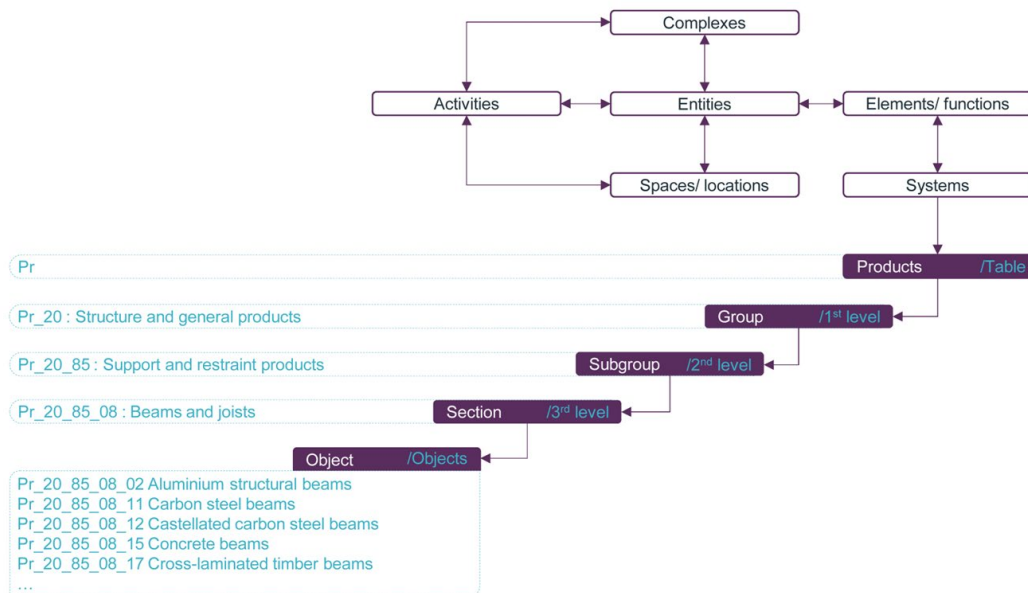 Complexes
Activities
Entities
Elements/ functions
Spaces/ locations
Systems
Pr
Products /Table
Pr_20 : Structure and general products
Group /1st level
Pr_20_85 : Support and restraint products
Subgroup /2nd level
Pr_20_85_08 : Beams and joists
Section /3rd level
Object /Objects
Pr_20_85_08_02 Aluminium structural beams
Pr_20_85_08_11 Carbon steel beams
Pr_20_85_08_12 Castellated carbon steel beams
Pr_20_85_08_15 Concrete beams
Pr_20_85_08_17 Cross-laminated timber beams
...